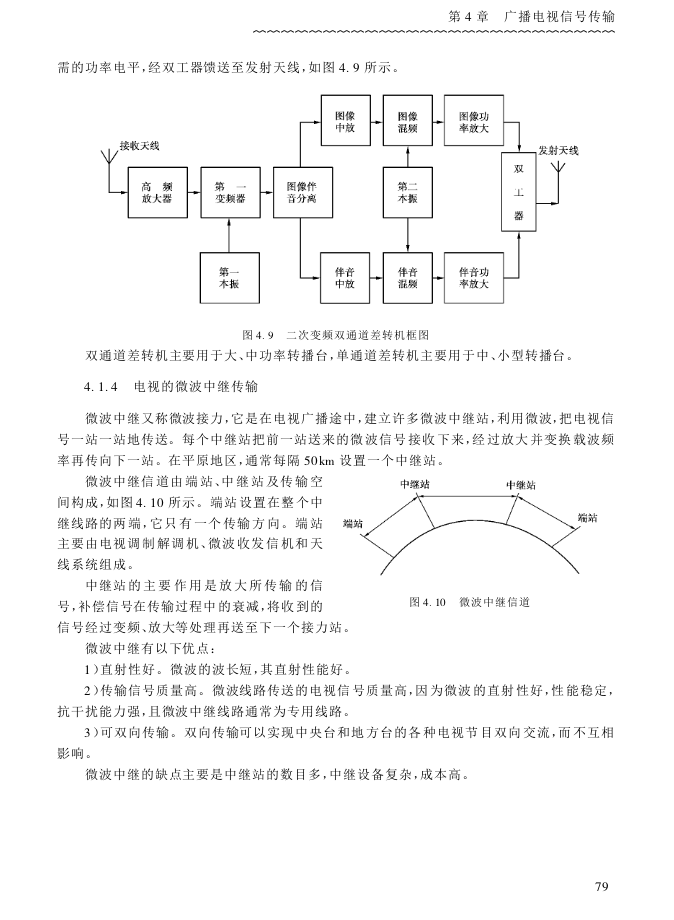 第 4 章　广播电视信号传输
需的功率电平,经双工器馈送至发射天线,如图 4. 9 所示。
图像
中放
图像
混频
图像功
率放大
接收天线
发射天线
高　频
放大器
第　一
变频器
图像伴
音分离
第二
本振
双
工
器
第一
本振
伴音
中放
伴音
混频
伴音功
率放大
图 4. 9　二次变频双通道差转机框图
双通道差转机主要用于大、中功率转播台,单通道差转机主要用于中、小型转播台。
4. 1. 4　电视的微波中继传输
微波中继又称微波接力,它是在电视广播途中,建立许多微波中继站,利用微波,把电视信
号一站一站地传送。每个中继站把前一站送来的微波信号接收下来,经过放大并变换载波频
率再传向下一站。在平原地区,通常每隔 50 km 设置一个中继站。
微波中继信道由端站、中继站及传输空
间构成,如图 4. 10 所示。端站设置在整个中
继线路的两端,它只有一个传输方向。端站
主要由电视调制解调机、微波收发信机和天
线系统组成。
中继站的主要作用是放大所传输的信
号,补偿信号在传输过程中的衰减,将收到的
信号经过变频、放大等处理再送至下一个接力站。
中继站
中继站
端站
端站
图 4. 10　微波中继信道
微波中继有以下优点:
1)直射性好。微波的波长短,其直射性能好。
2)传输信号质量高。微波线路传送的电视信号质量高,因为微波的直射性好,性能稳定,
抗干扰能力强,且微波中继线路通常为专用线路。
3)可双向传输。双向传输可以实现中央台和地方台的各种电视节目双向交流,而不互相
影响。
微波中继的缺点主要是中继站的数目多,中继设备复杂,成本高。
79